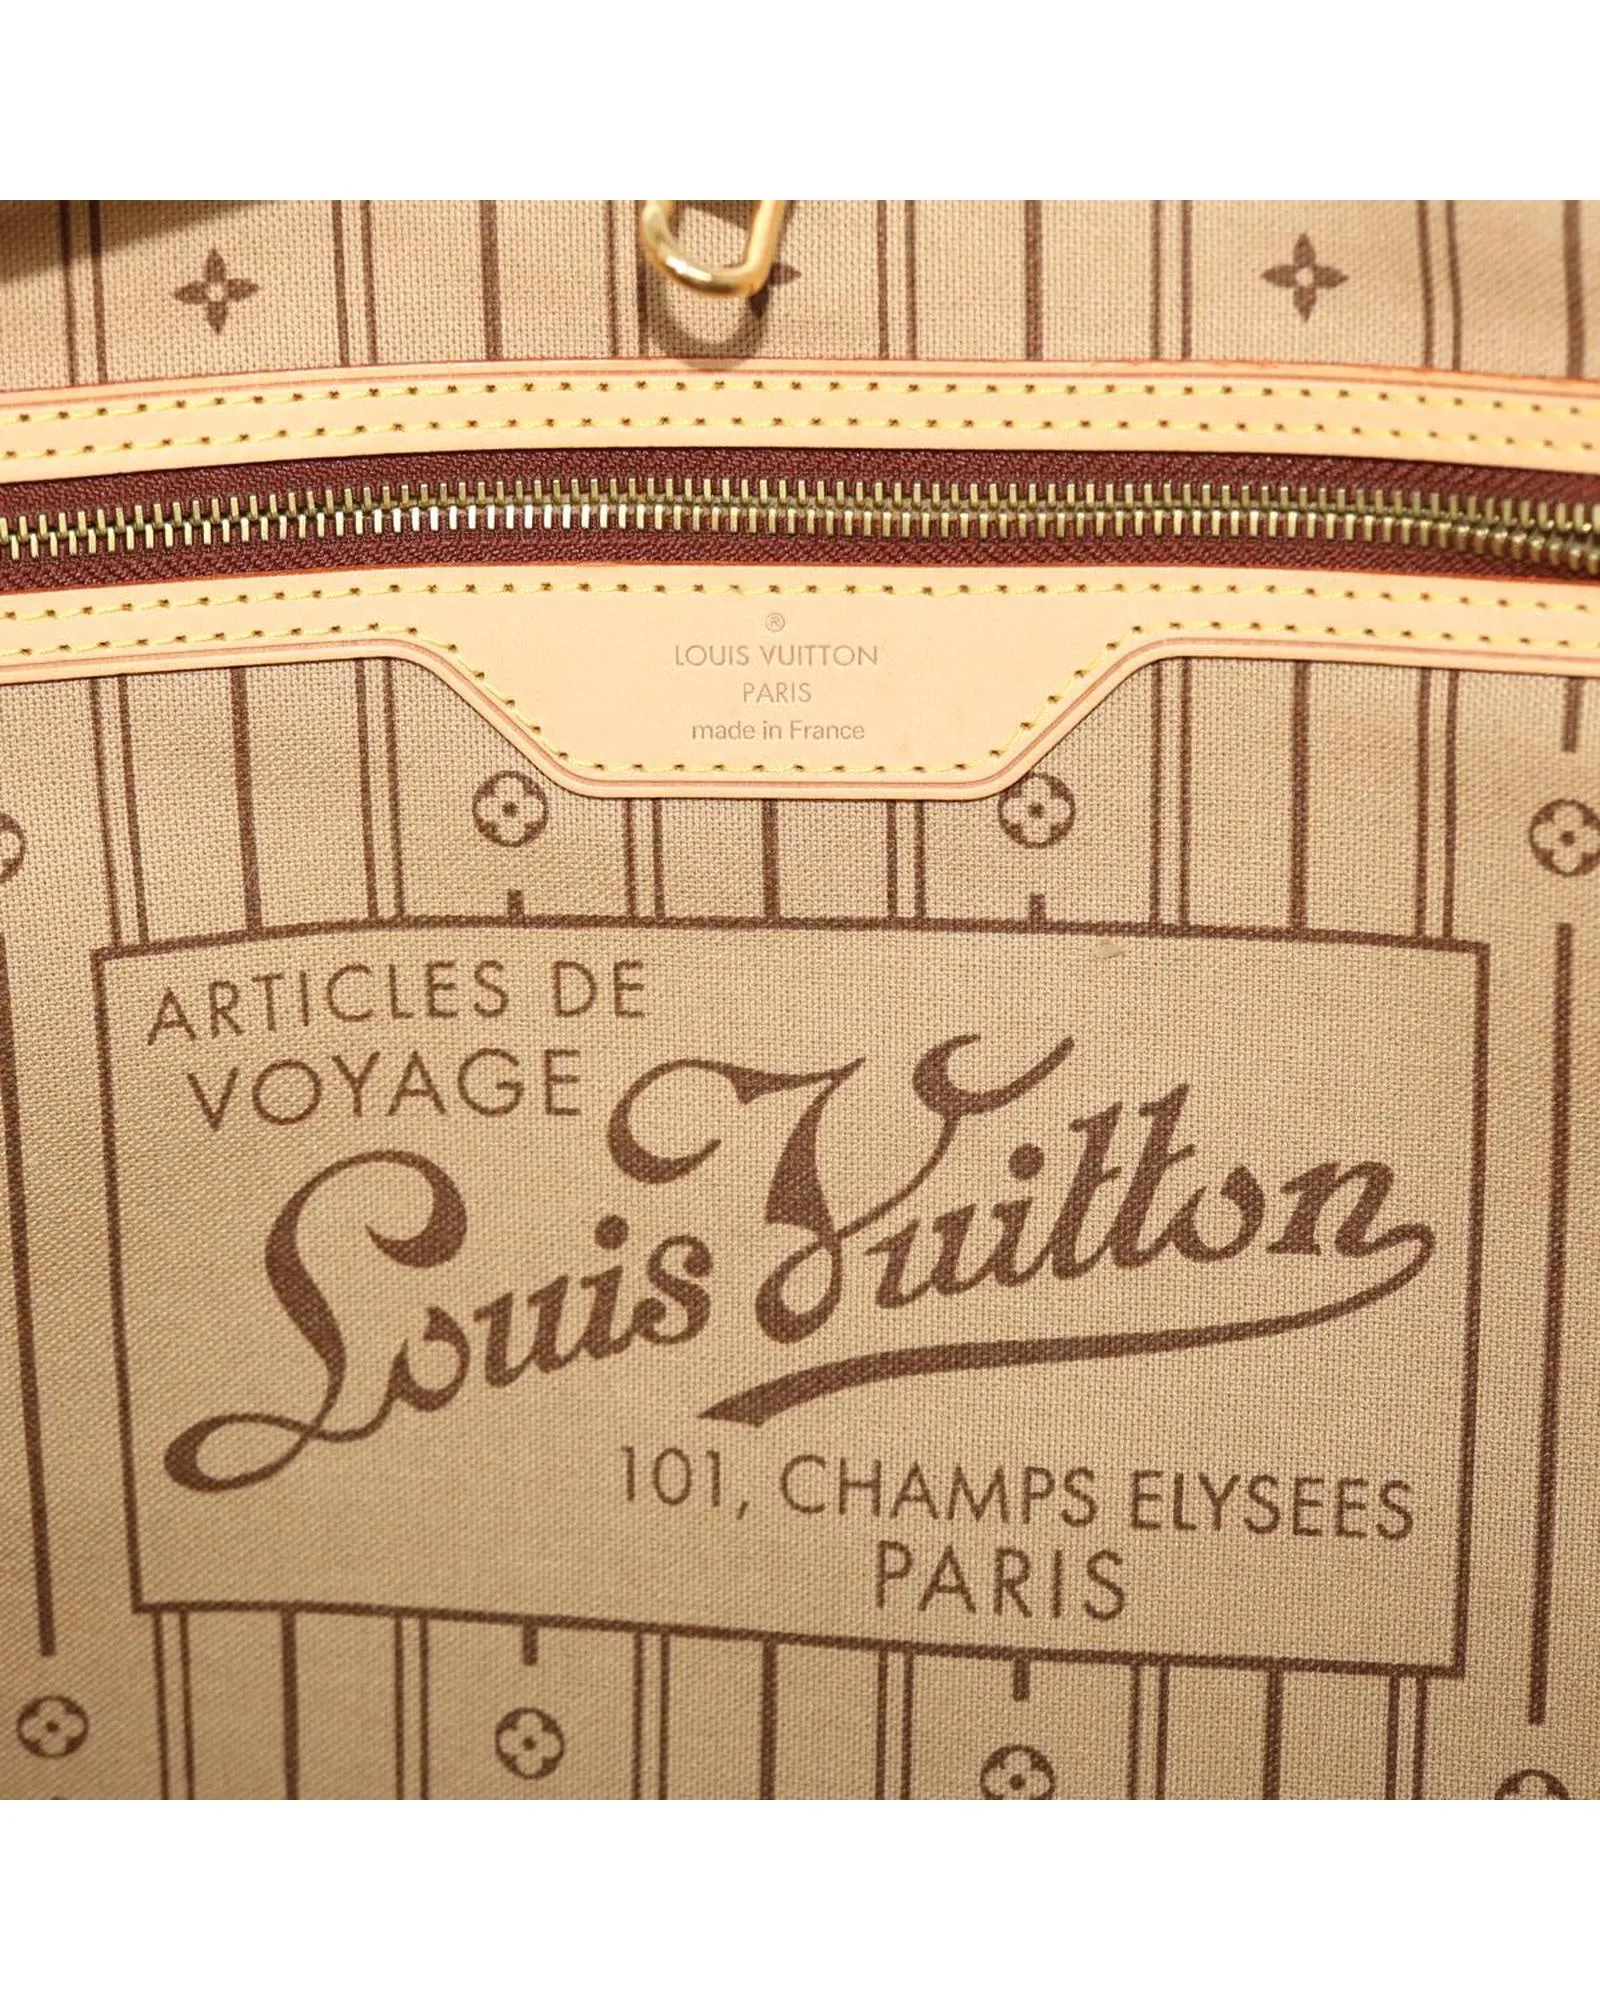 ®
LOUIS VUITTON
PARIS
made in France
ARTICLES DE
VOYAGE
Louis Vuitton
101, CHAMPS ELYSEES
PARIS